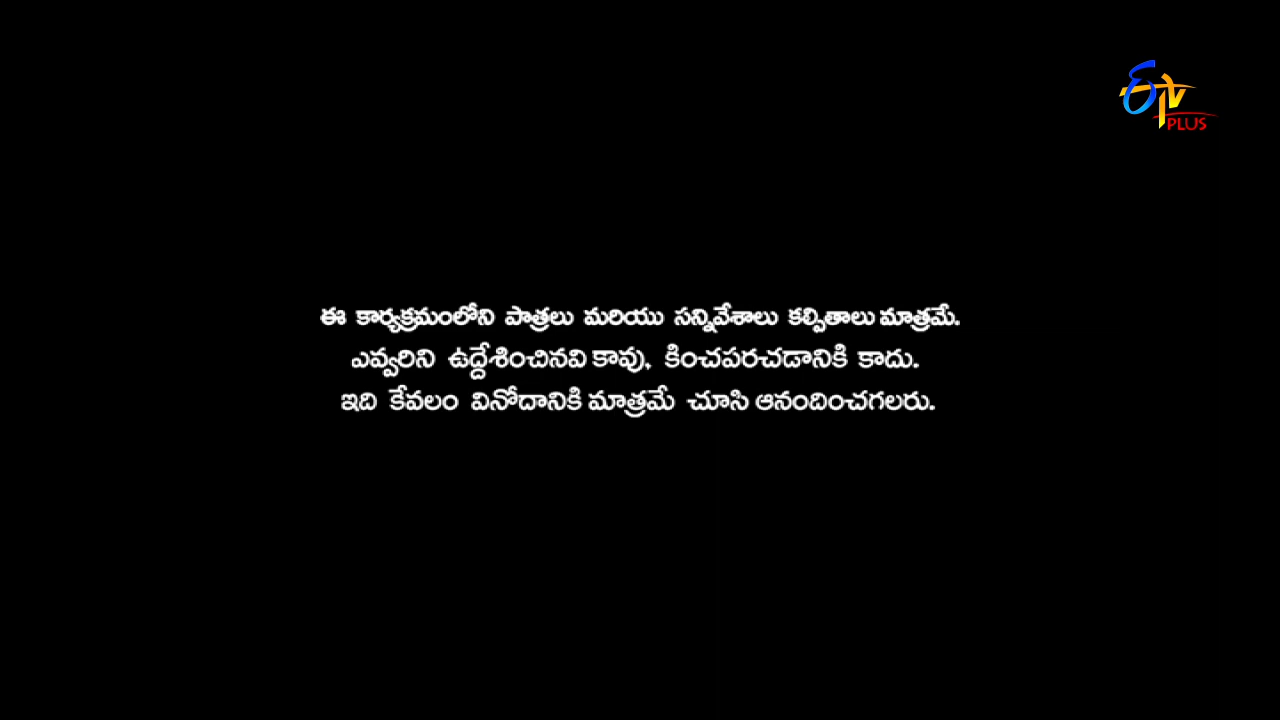 ETV
PLUS
ఈ కార్యక్రమంలోని పాత్రలు మరియు సన్నివేశాలు కల్పితాలు మాత్రమే.
ఎవ్వరిని ఉద్దేశించినవి కావు, కించపరచడానికి కాదు.
ఇది కేవలం వినోదానికి మాత్రమే చూసి ఆనందించగలరు.